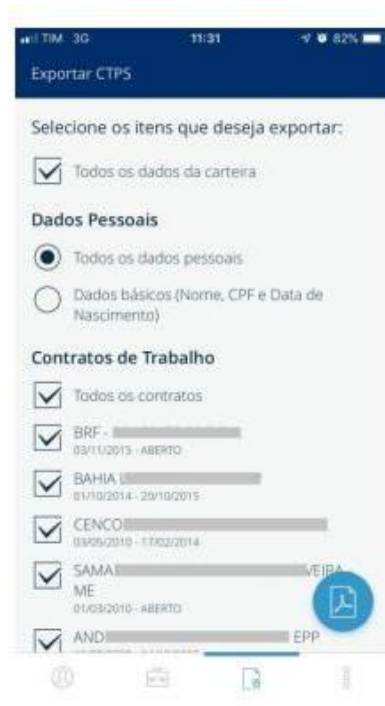 TIM 3G 11:31 82%
Exportar CTPS
Selecione os itens que deseja exportar:
Todos os dados da carteira
Dados Pessoais
Todos os dados pessoais
Dados básicos (Nome, CPF e Data de
Nascimento)
Contratos de Trabalho
Todos os contratos
BRF -
03/11/2015 - ABERTO
BAHIA
01/10/2014 - 20/10/2015
CENCO
03/05/2010 - 17/02/2014
SAMA VEIRA
ME
01/03/2010 - ABERTO
AND EPP